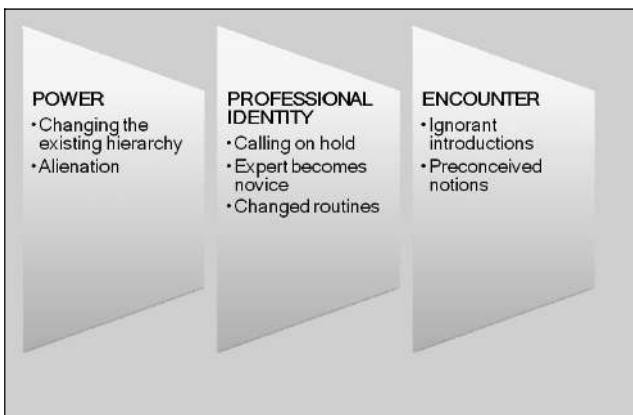 POWER
•Changing the
existing hierarchy
•Alienation
PROFESSIONAL
IDENTITY
•Calling on hold
•Expert becomes
novice
•Changed routines
ENCOUNTER
•Ignorant
introductions
•Preconceived
notions